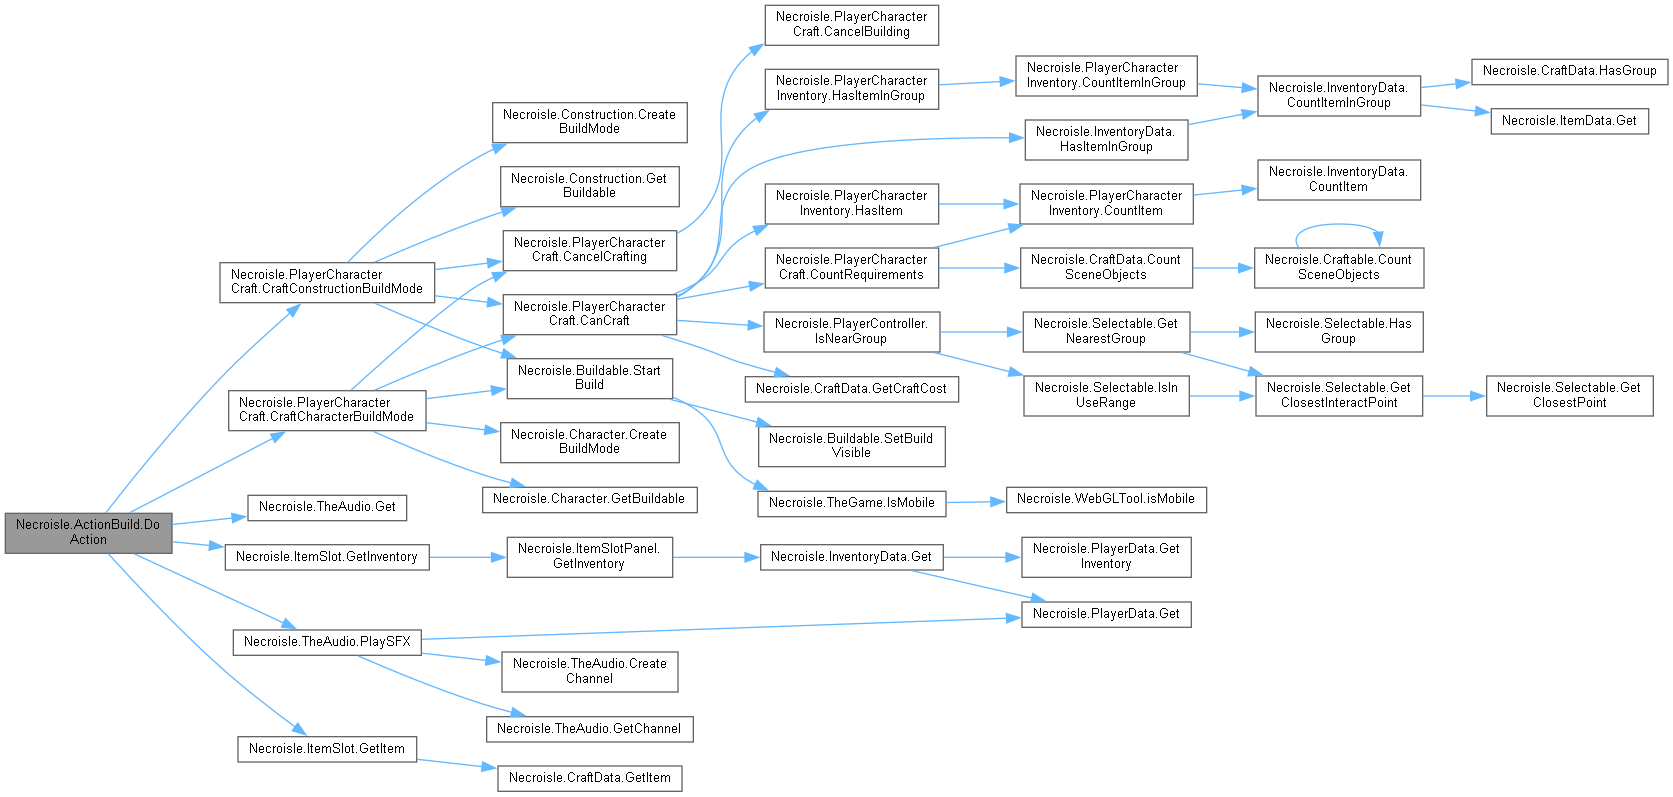 Necroisle.ActionBuild.Do
Action
Necroisle.PlayerCharacter
Craft.CraftConstructionBuildMode
Necroisle.PlayerCharacter
Craft.CraftCharacterBuildMode
Necroisle.TheAudio.Get
Necroisle.ItemSlot.GetInventory
Necroisle.TheAudio.PlaySFX
Necroisle.ItemSlot.GetItem
Necroisle.Construction.Create
BuildMode
Necroisle.Construction.Get
Buildable
Necroisle.PlayerCharacter
Craft.CancelCrafting
Necroisle.PlayerCharacter
Craft.CanCraft
Necroisle.Buildable.Start
Build
Necroisle.Character.Create
BuildMode
Necroisle.Character.GetBuildable
Necroisle.ItemSlotPanel.
GetInventory
Necroisle.TheAudio.Create
Channel
Necroisle.TheAudio.GetChannel
Necroisle.CraftData.GetItem
Necroisle.PlayerCharacter
Craft.CancelBuilding
Necroisle.PlayerCharacter
Inventory.HasItemInGroup
Necroisle.PlayerCharacter
Inventory.HasItem
Necroisle.PlayerCharacter
Craft.CountRequirements
Necroisle.PlayerController.
IsNearGroup
Necroisle.CraftData.GetCraftCost
Necroisle.Buildable.SetBuild
Visible
Necroisle.TheGame.IsMobile
Necroisle.InventoryData.Get
Necroisle.PlayerCharacter
Inventory.CountItemInGroup
Necroisle.InventoryData.
HasItemInGroup
Necroisle.PlayerCharacter
Inventory.CountItem
Necroisle.CraftData.Count
SceneObjects
Necroisle.Selectable.Get
NearestGroup
Necroisle.Selectable.IsIn
UseRange
Necroisle.WebGLTool.isMobile
Necroisle.PlayerData.Get
Inventory
Necroisle.PlayerData.Get
Necroisle.InventoryData.
CountItemInGroup
Necroisle.InventoryData.
CountItem
Necroisle.Craftable.Count
SceneObjects
Necroisle.Selectable.Has
Group
Necroisle.Selectable.Get
ClosestInteractPoint
Necroisle.CraftData.HasGroup
Necroisle.ItemData.Get
Necroisle.Selectable.Get
ClosestPoint